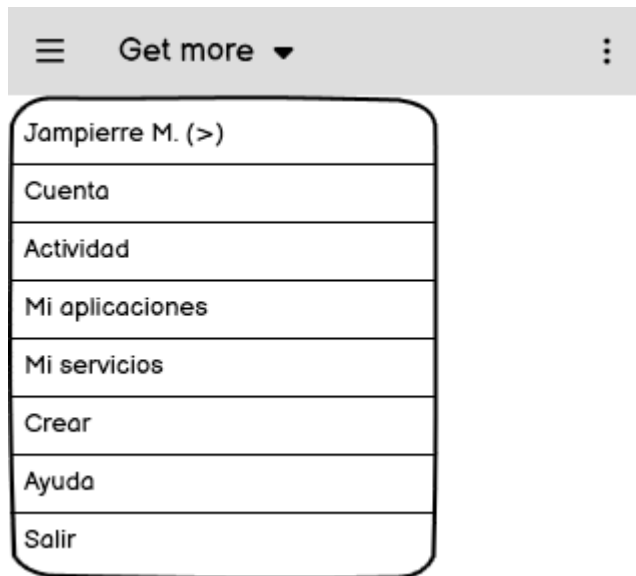 Get more
Jampierre M. (>)
Cuenta
Actividad
Mi aplicaciones
Mi servicios
Crear
Ayuda
Salir